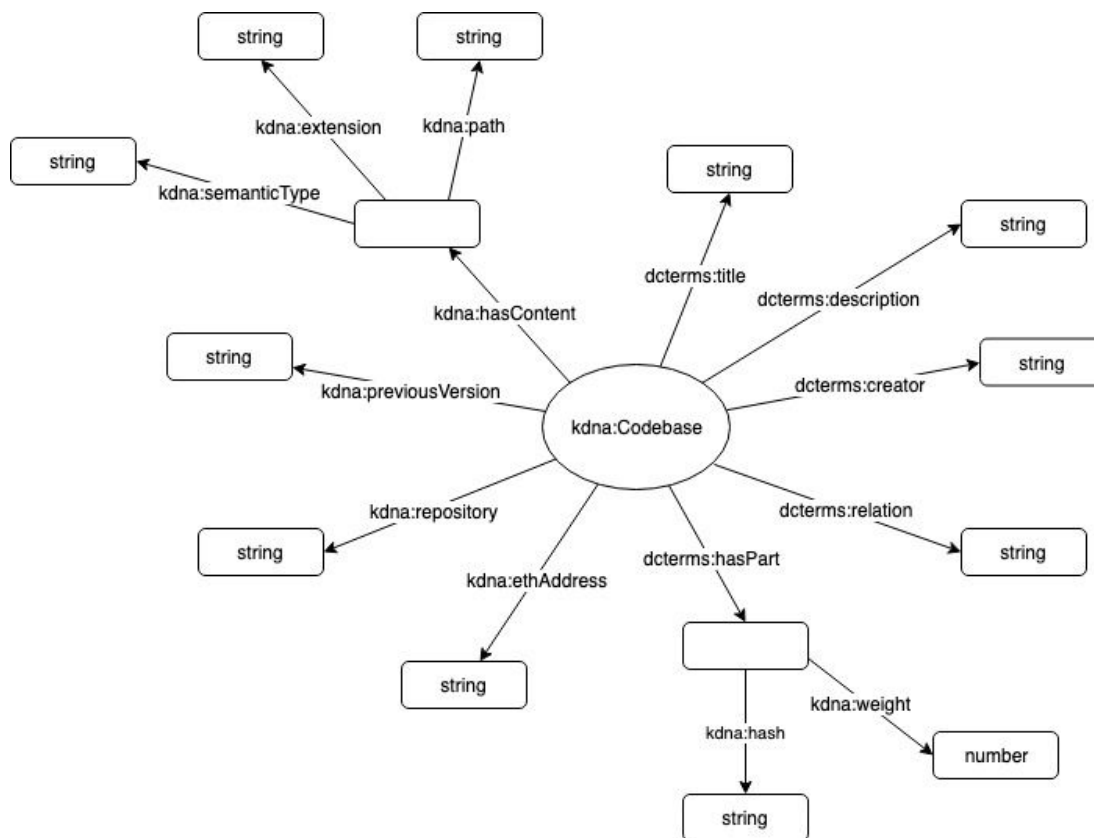 string
string
kdna:extension
kdna:path
string
string
kdna:semanticType
string
dcterms:title
dcterms:description
kdna:hasContent
string
string
kdna:previousVersion
dcterms:creator
kdna:Codebase
kdna:repository
dcterms:relation
string
string
dcterms:hasPart
kdna:ethAddress
string
kdna:weight
kdna:hash
number
string